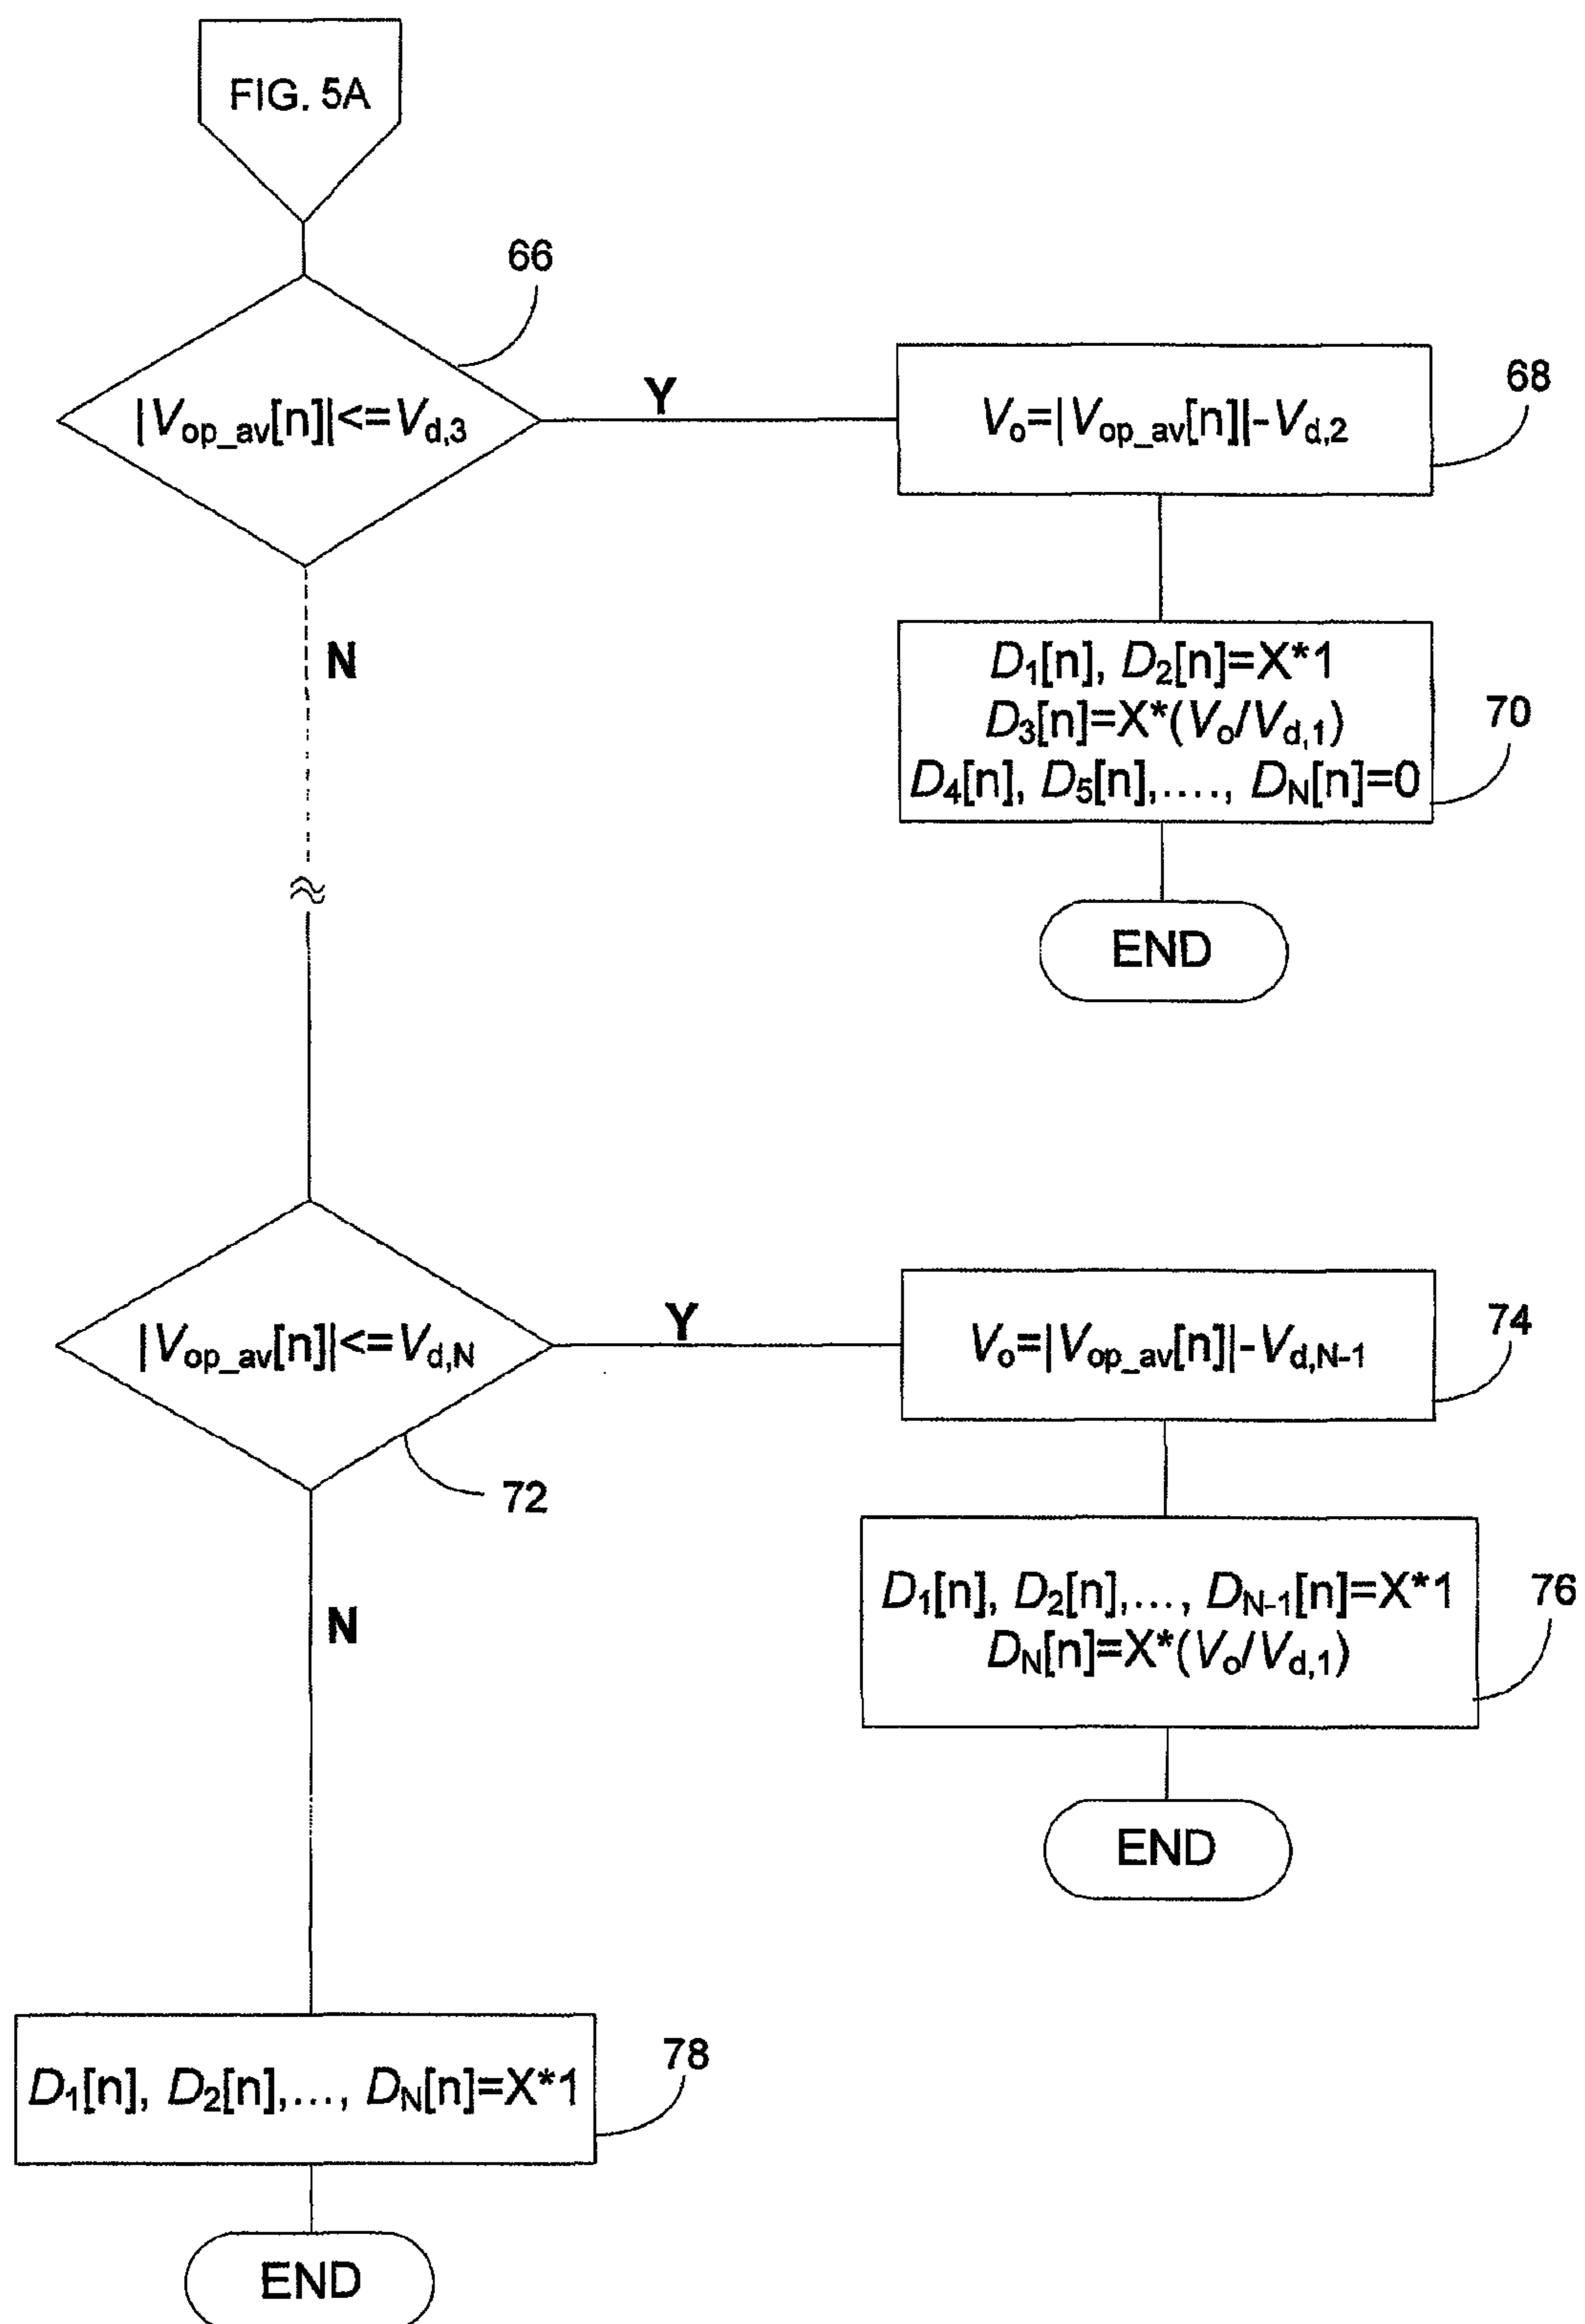 FIG. 5A
66
|Vop_av[n]|<=Vd,3
Y
68
Vo=|Vop_av[n]|-Vd,2
N
D1[n], D2[n]=X*1
D3[n]=X*(Vo/Vd,1)
D4[n], D5[n],...., DN[n]=0
70
END
|Vop_av[n]|<=Vd,N
Y
74
Vo=|Vop_av[n]|-Vd,N-1
72
N
D1[n], D2[n],..., DN-1[n]=X*1
DN[n]=X*(Vo/Vd,1)
76
END
78
D1[n], D2[n],..., DN[n]=X*1
END